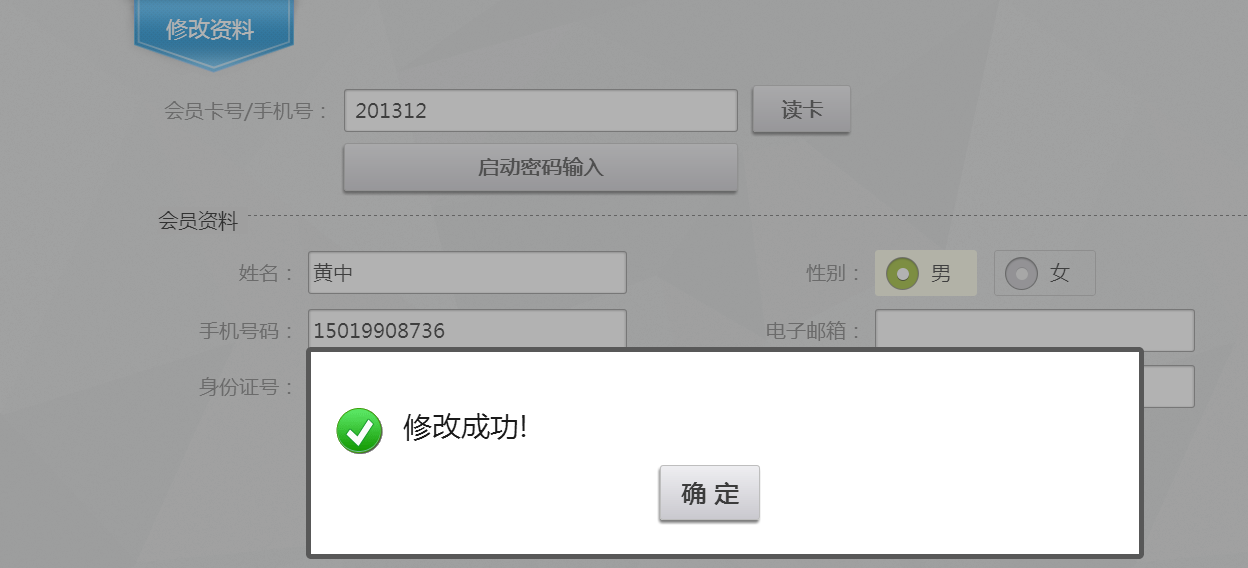 修改资料
会员卡号/手机号： 201312 读卡
启动密码输入
会员资料
姓名： 黄中 性别： 男 女
手机号码： 15019908736 电子邮箱：
身份证号：
修改成功!
确 定